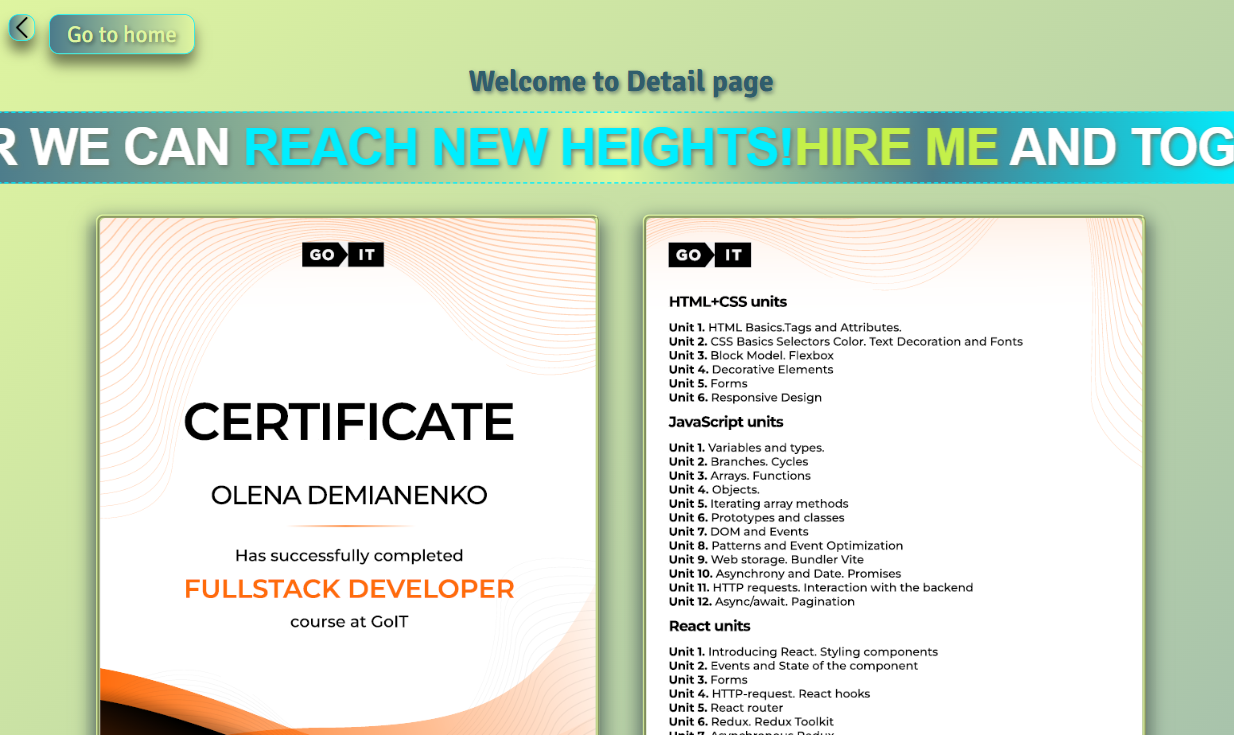 Go to home
Welcome to Detail page
R WE CAN REACH NEW HEIGHTS!HIRE ME AND TOG
GO IT
CERTIFICATE
OLENA DEMIANENKO
Has successfully completed
FULLSTACK DEVELOPER
course at GoIT
GO IT
HTML+CSS units
Unit 1. HTML Basics.Tags and Attributes.
Unit 2. CSS Basics Selectors Color. Text Decoration and Fonts
Unit 3. Block Model. Flexbox
Unit 4. Decorative Elements
Unit 5. Forms
Unit 6. Responsive Design
JavaScript units
Unit 1. Variables and types.
Unit 2. Branches. Cycles
Unit 3. Arrays. Functions
Unit 4. Objects.
Unit 5. Iterating array methods
Unit 6. Prototypes and classes
Unit 7. DOM and Events
Unit 8. Patterns and Event Optimization
Unit 9. Web storage. Bundler Vite
Unit 10. Asynchrony and Date. Promises
Unit 11. HTTP requests. Interaction with the backend
Unit 12. Async/await. Pagination
React units
Unit 1. Introducing React. Styling components
Unit 2. Events and State of the component
Unit 3. Forms
Unit 4. HTTP-request. React hooks
Unit 5. React router
Unit 6. Redux. Redux Toolkit
Unit 7. Asynchronous Redux